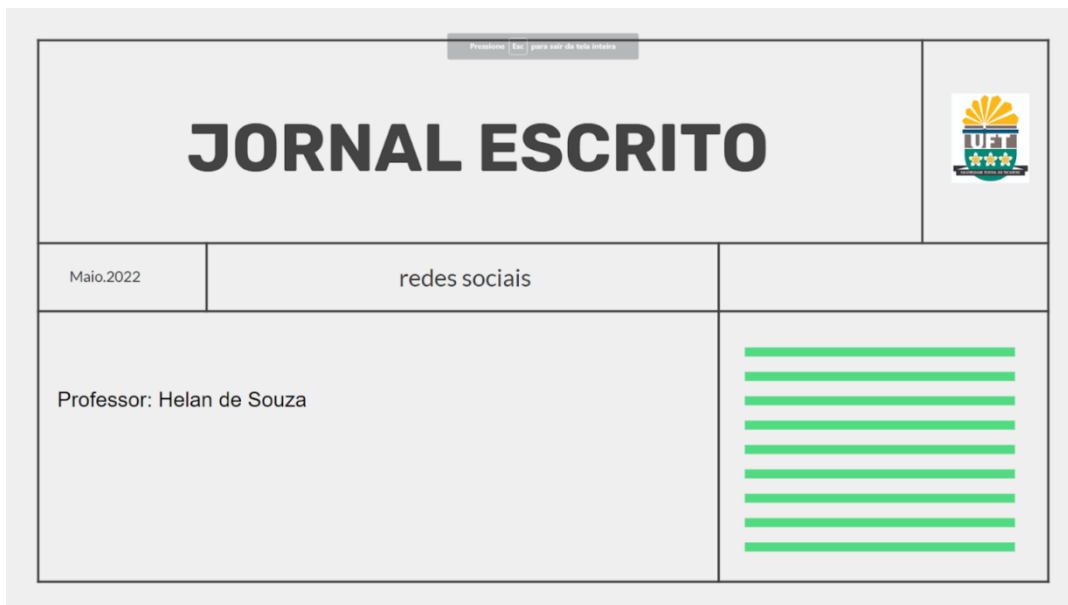 Pressione Esc para sair da tela inteira
JORNAL ESCRITO
UFT
Maio.2022
redes sociais
Professor: Helan de Souza